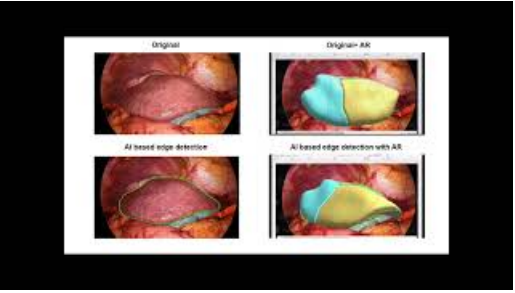 Original
Original+ AR
AI based edge detection
AI based edge detection with AR